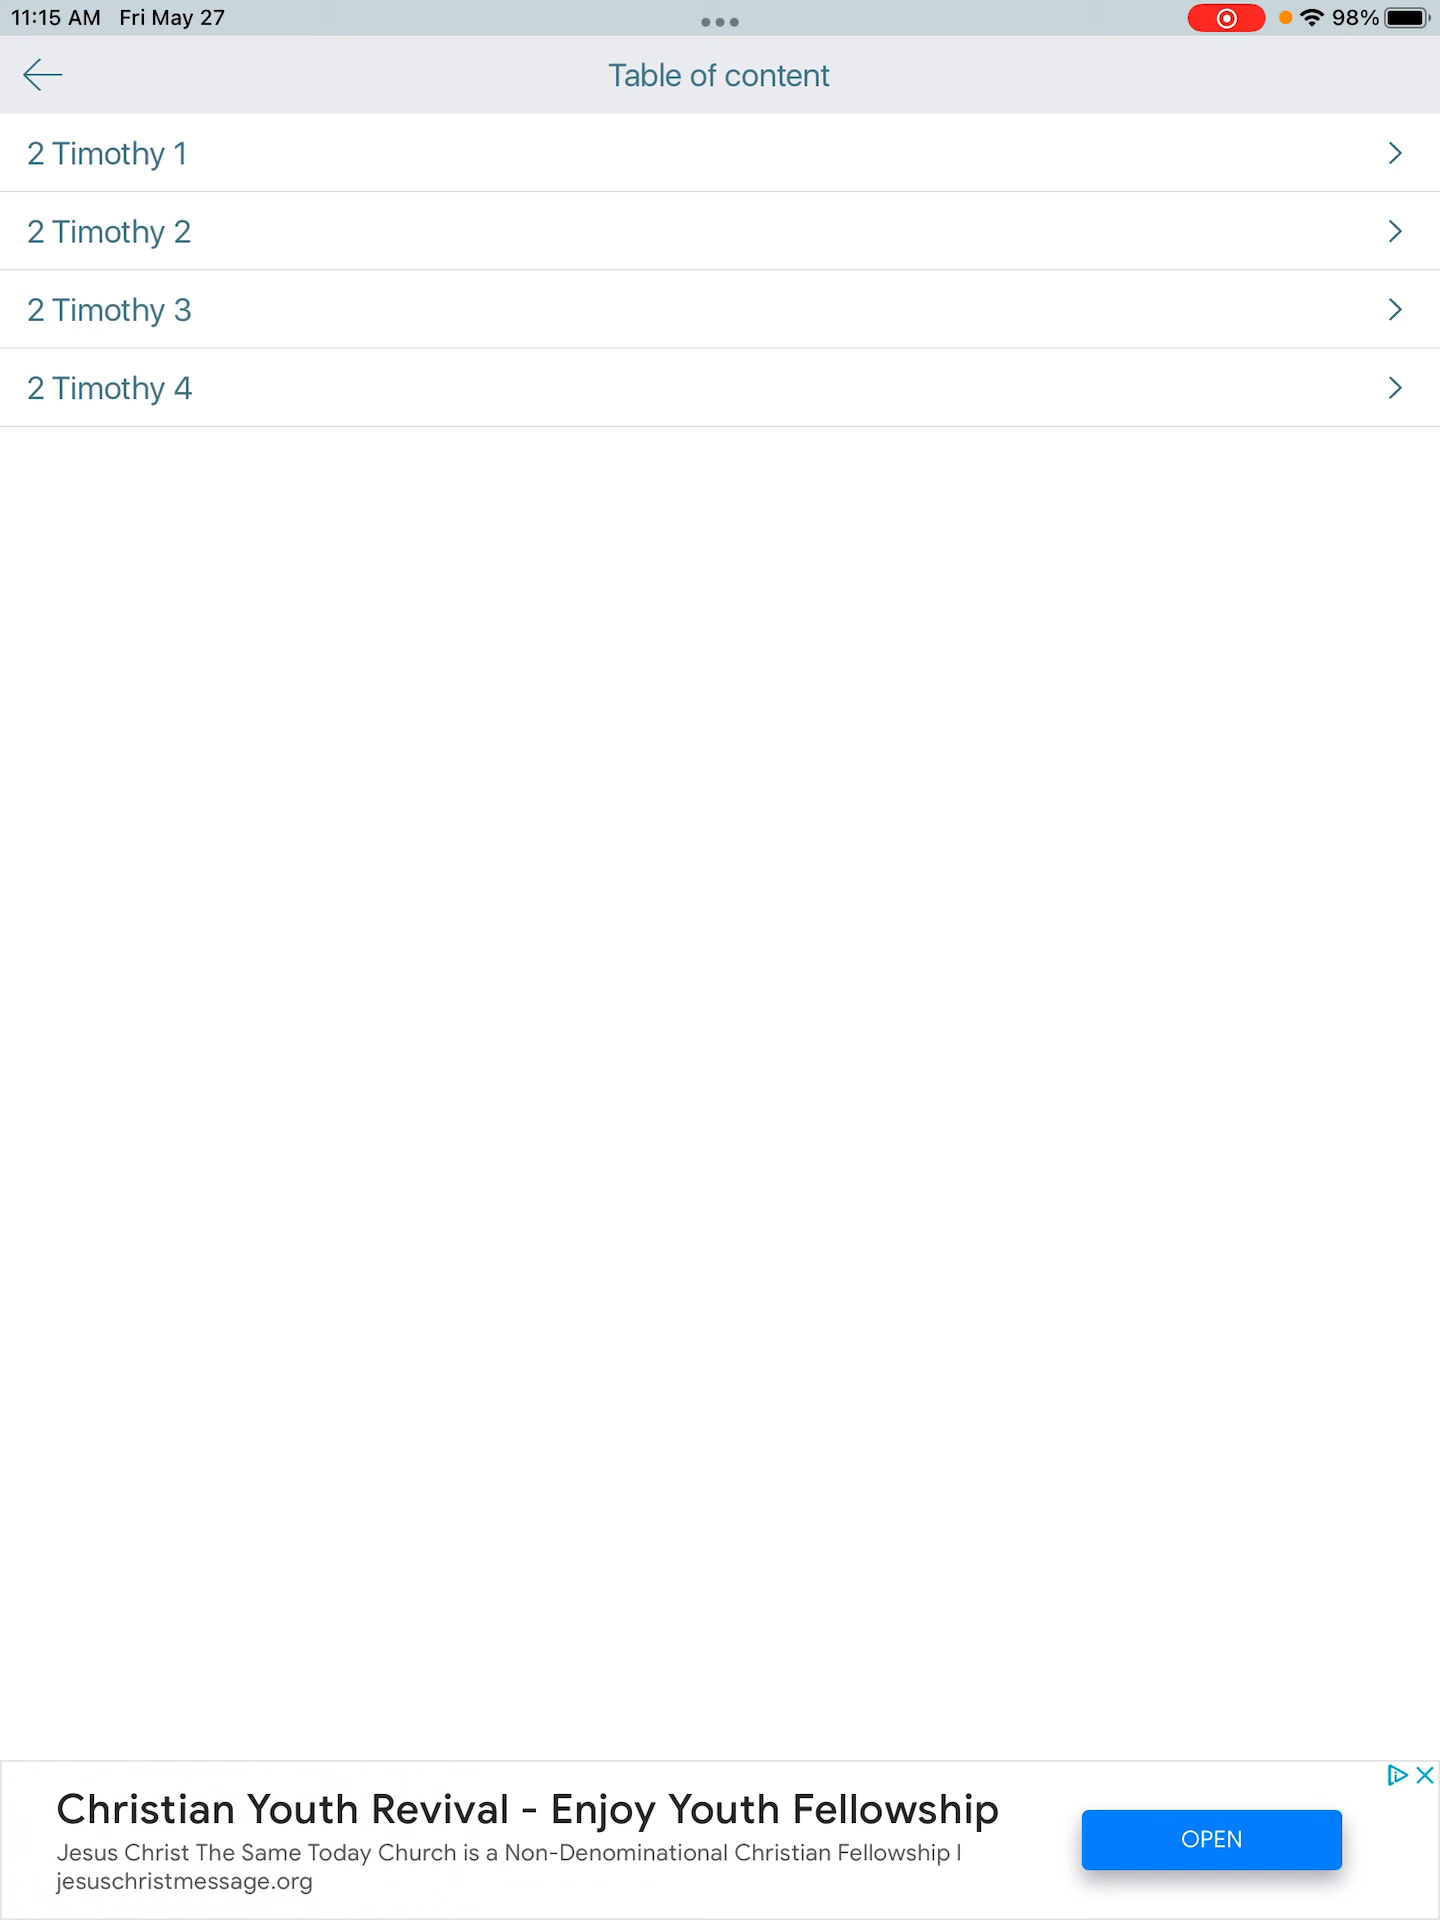 11:15 AM Fri May 27
98%
Table of content
2 Timothy 1
2 Timothy 2
2 Timothy 3
2 Timothy 4
Christian Youth Revival - Enjoy Youth Fellowship
Jesus Christ The Same Today Church is a Non-Denominational Christian Fellowship |
jesuschristmessage.org
OPEN